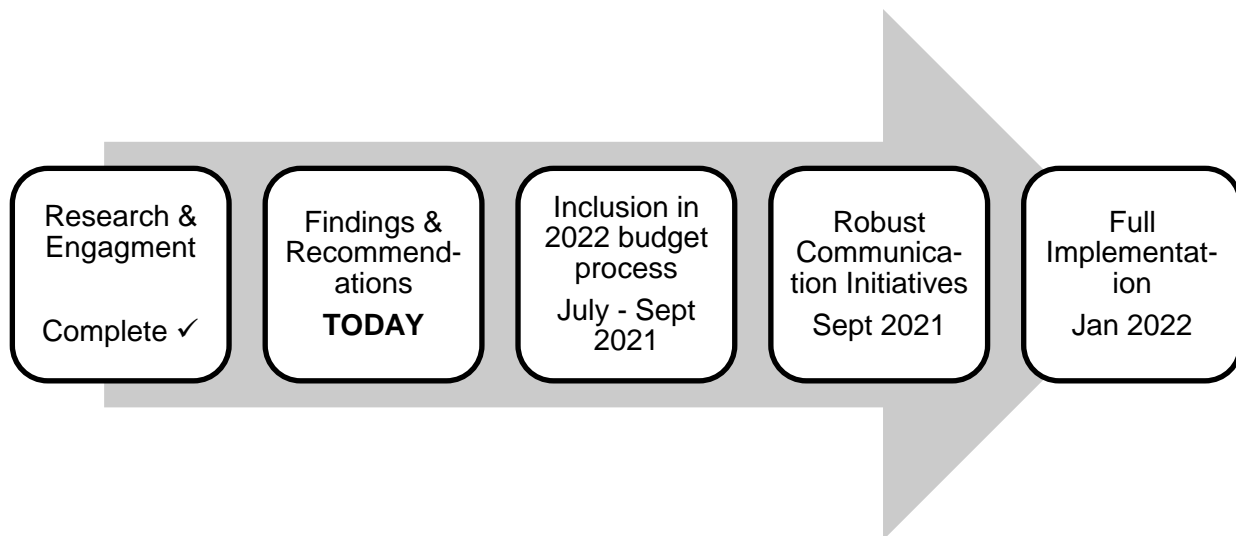 Research &
Engagment
Complete ✓
Findings &
Recommend-
ations
TODAY
Inclusion in
2022 budget
process
July - Sept
2021
Robust
Communica-
tion Initiatives
Sept 2021
Full
Implementat-
ion
Jan 2022